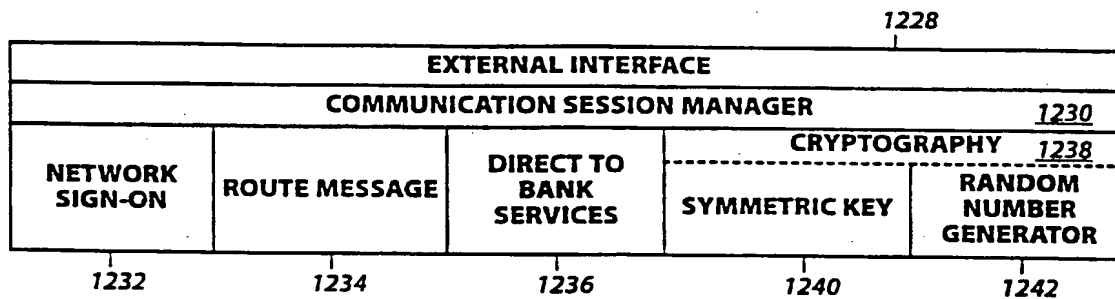 1228
EXTERNAL INTERFACE
COMMUNICATION SESSION MANAGER 1230
NETWORK
SIGN-ON
ROUTE MESSAGE
DIRECT TO
BANK
SERVICES
CRYPTOGRAPHY 1238
SYMMETRIC KEY
RANDOM
NUMBER
GENERATOR
1232 1234 1236 1240 1242